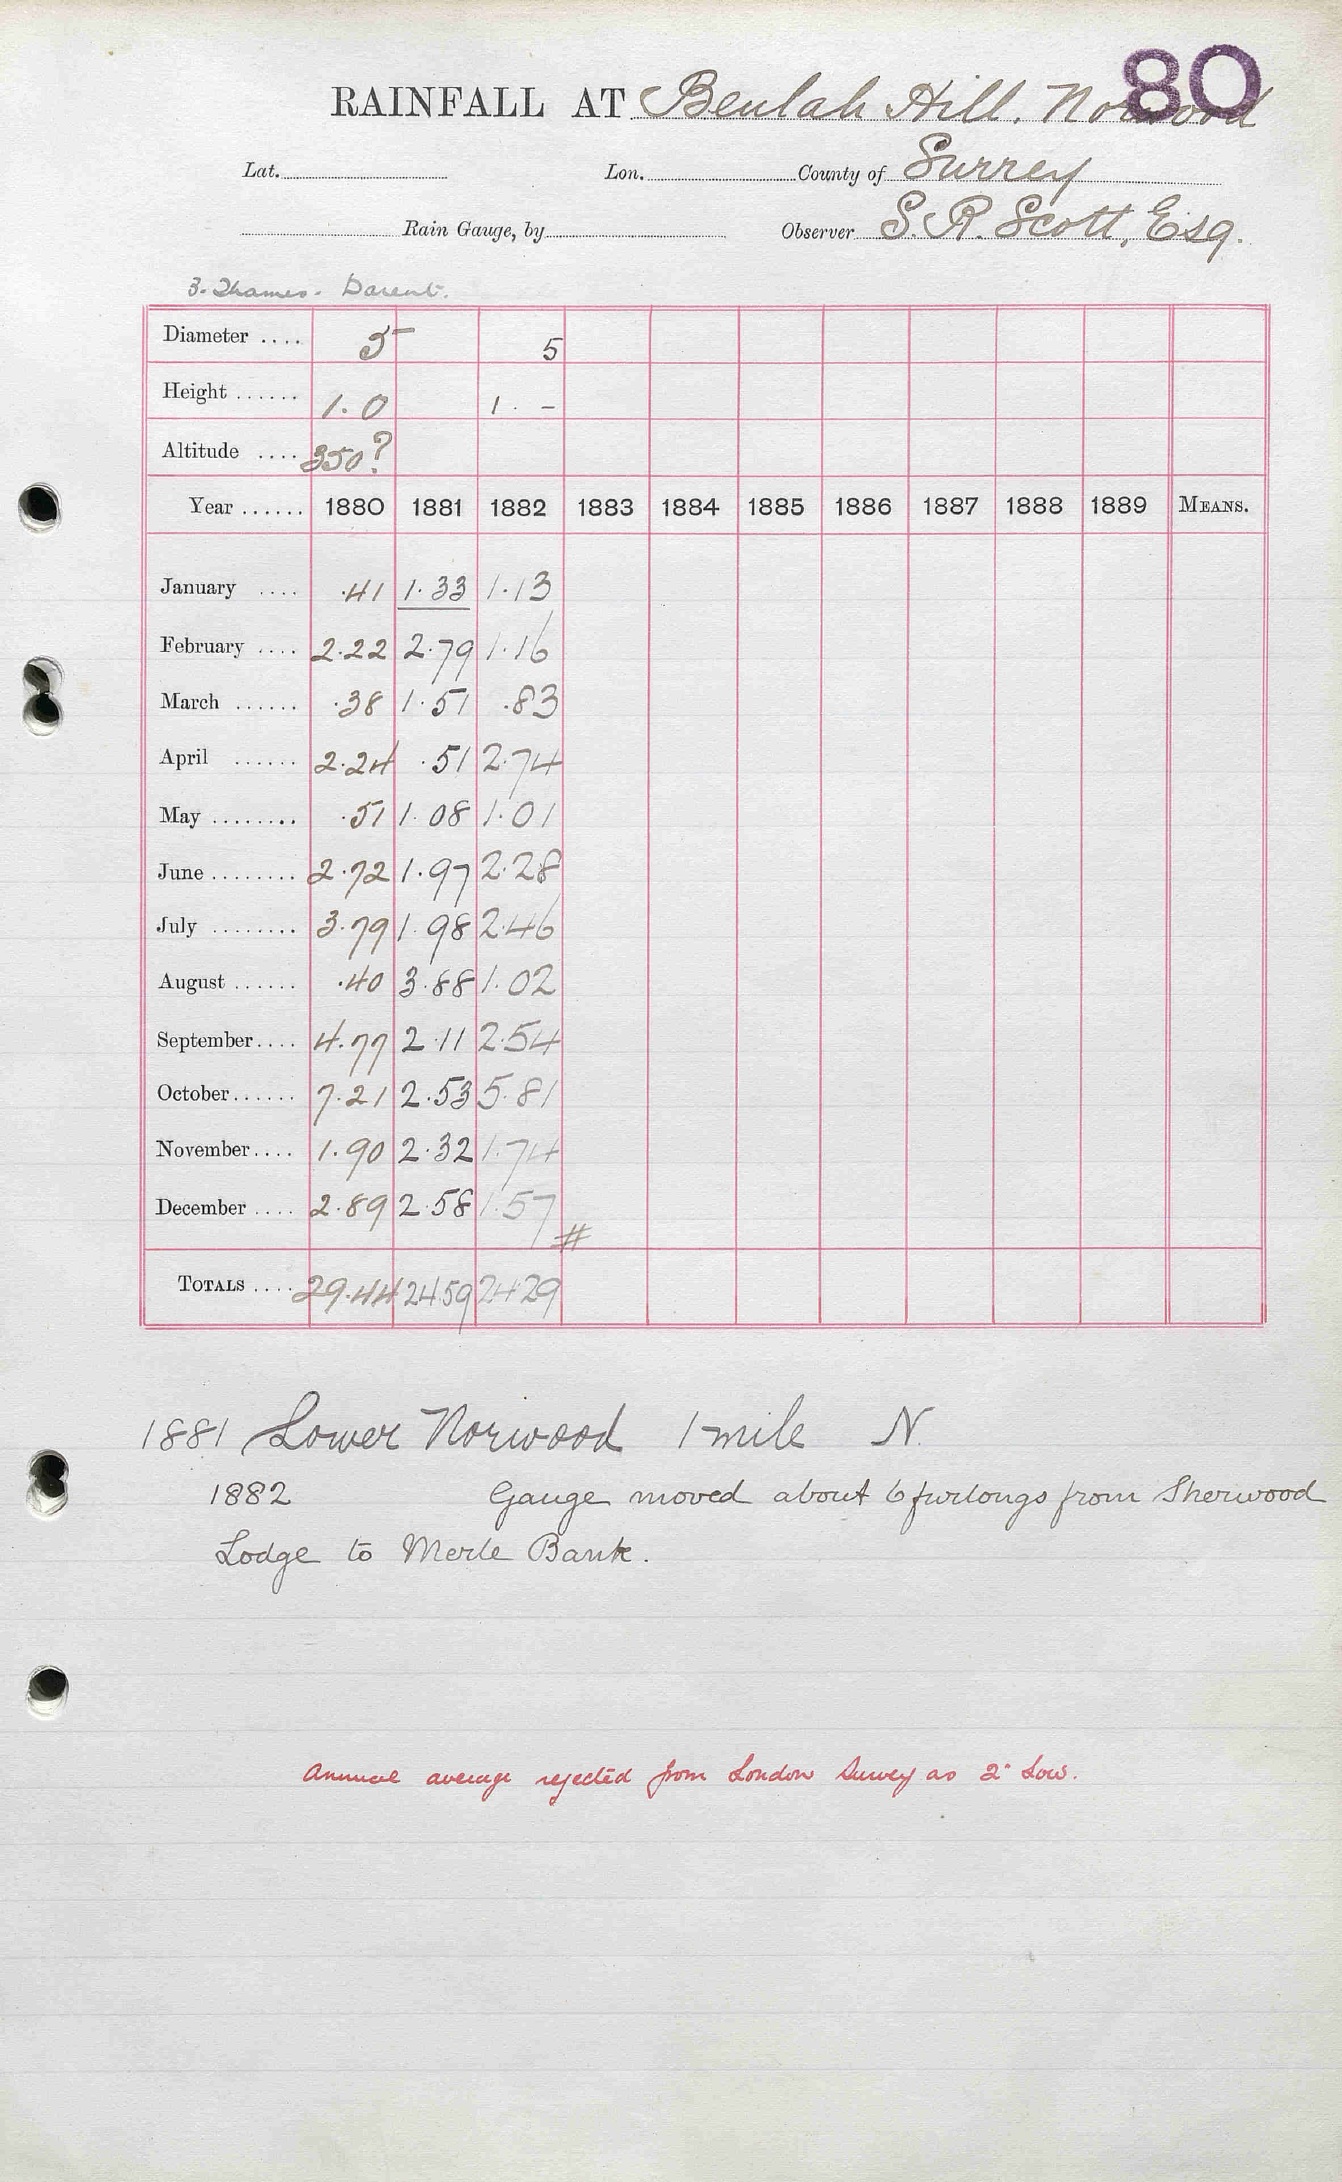 80
RAINFALL AT Beulah Hill, Norwood
Lat. Lon. County of Surrey
Rain Gauge, by Observer S. R. Scott, Esq.
3. Thames. Darent.
Diameter .... 5 5
Height ...... 1.0 1. –
Altitude .... 350?
Year ...... 1880 1881 1882 1883 1884 1885 1886 1887 1888 1889 MEANS.
January .... .41 1.33 1.13
February .... 2.22 2.79 1.16
March ...... .38 1.51 .83
April ...... 2.24 .51 2.74
May ........ .51 1.08 1.01
June ........ 2.72 1.97 2.28
July ........ 3.79 1.98 2.46
August ...... .40 3.88 1.02
September.... 4.77 2.11 2.54
October...... 7.21 2.53 5.81
November.... 1.90 2.32 1.74
December .... 2.89 2.58 1.57 #
TOTALS .... 29.44 24.59 24.29
1881 Lower Norwood 1 mile N.
1882 Gauge moved about 6 furlongs from Sherwood
Lodge to Merle Bank.
Annual average rejected from London Survey as 2" low.